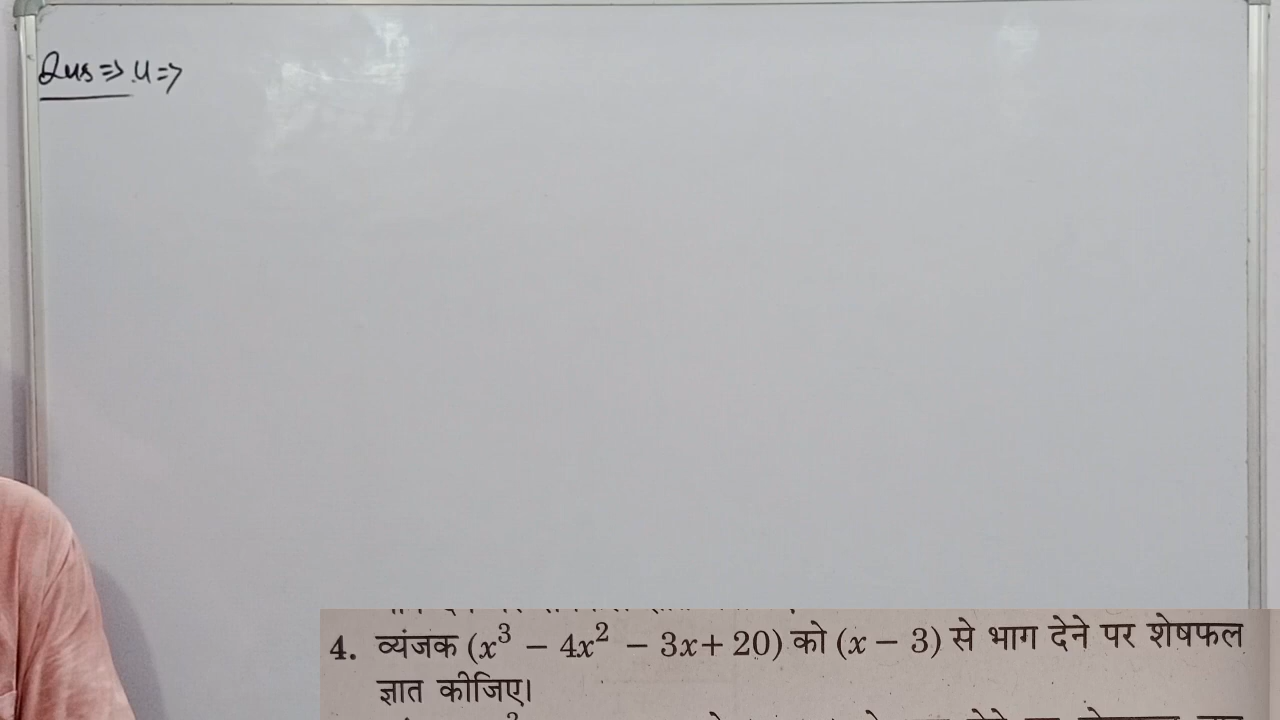 Qus => 4 =>
4. व्यंजक (x³ − 4x² − 3x + 20) को (x − 3) से भाग देने पर शेषफल
ज्ञात कीजिए।